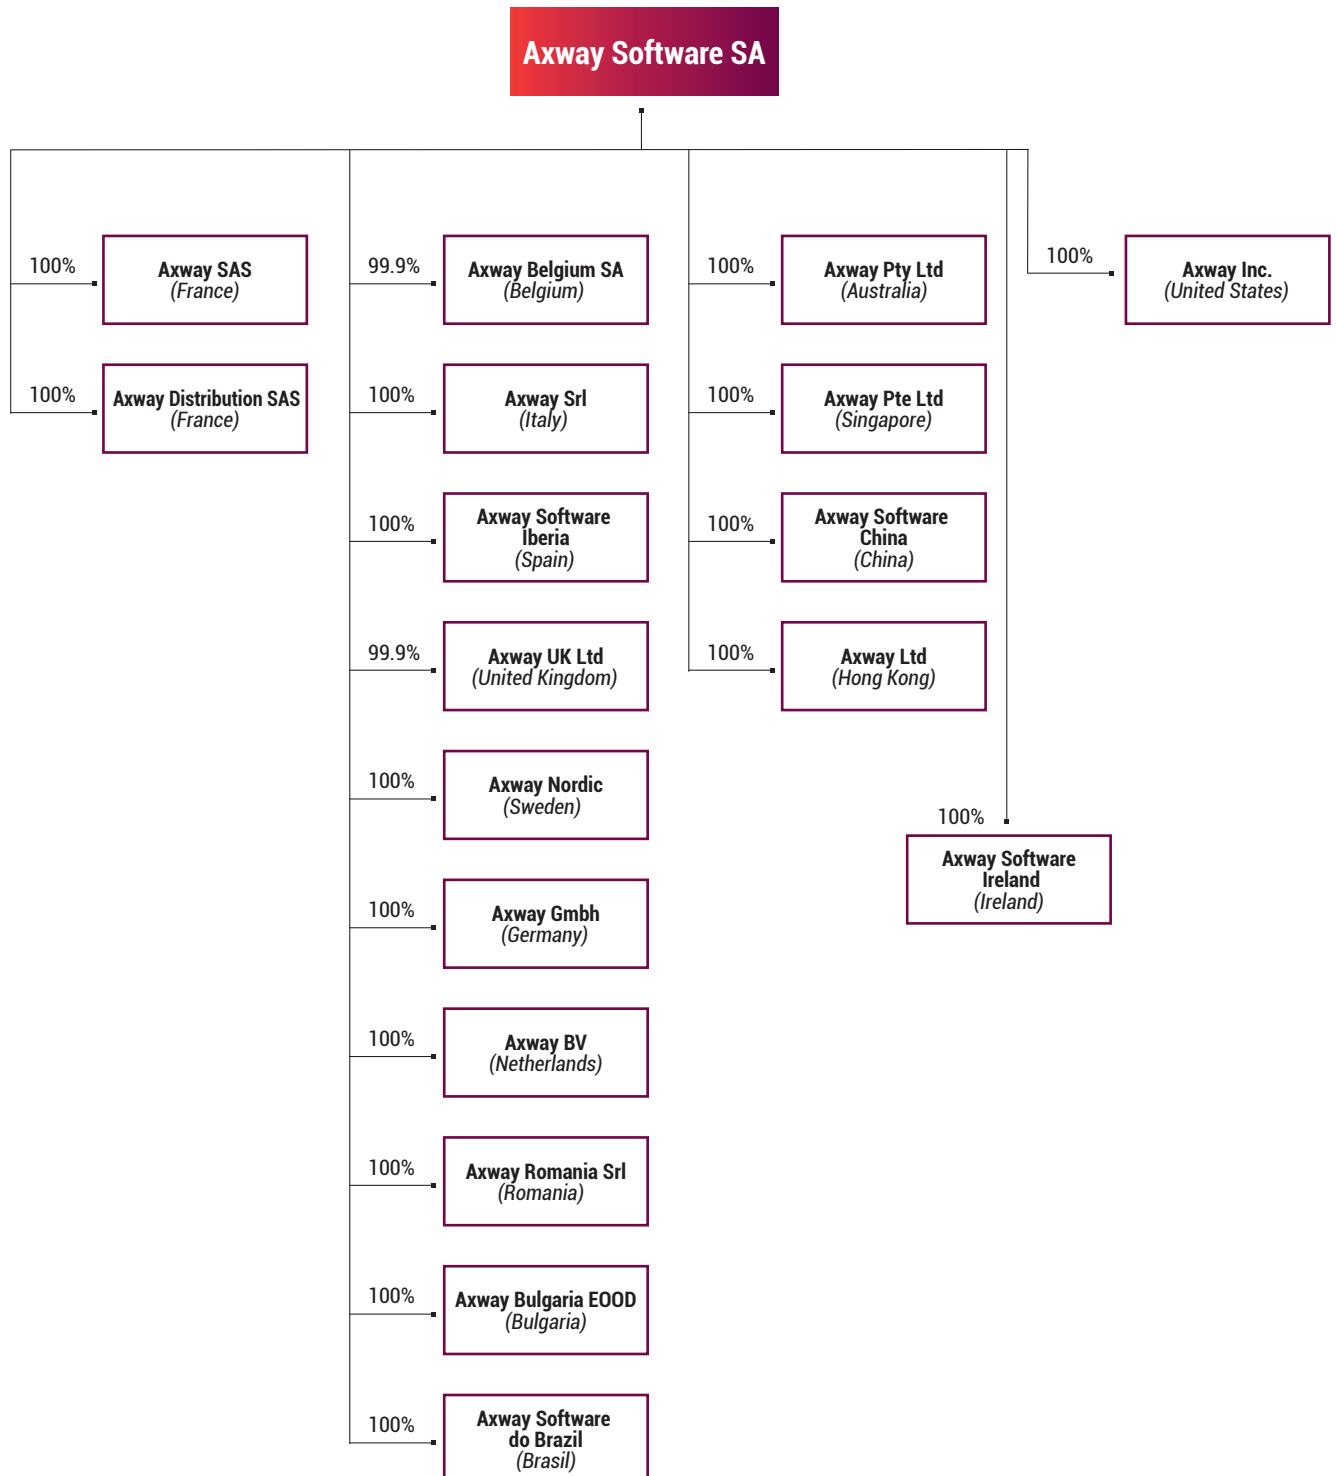 Axway Software SA
100%
Axway SAS
(France)
100%
Axway Distribution SAS
(France)
99.9%
Axway Belgium SA
(Belgium)
100%
Axway Srl
(Italy)
100%
Axway Software
Iberia
(Spain)
99.9%
Axway UK Ltd
(United Kingdom)
100%
Axway Nordic
(Sweden)
100%
Axway Gmbh
(Germany)
100%
Axway BV
(Netherlands)
100%
Axway Romania Srl
(Romania)
100%
Axway Bulgaria EOOD
(Bulgaria)
100%
Axway Software
do Brazil
(Brasil)
100%
Axway Pty Ltd
(Australia)
100%
Axway Pte Ltd
(Singapore)
100%
Axway Software
China
(China)
100%
Axway Ltd
(Hong Kong)
100%
Axway Software
Ireland
(Ireland)
100%
Axway Inc.
(United States)